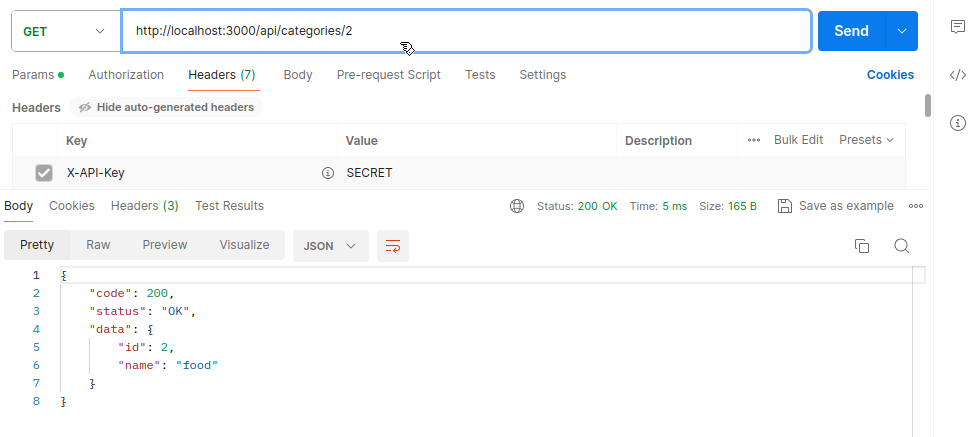 GET http://localhost:3000/api/categories/2 Send
Params Authorization Headers (7) Body Pre-request Script Tests Settings Cookies
Headers Hide auto-generated headers
Key Value Description Bulk Edit Presets
X-API-Key SECRET
Body Cookies Headers (3) Test Results Status: 200 OK Time: 5 ms Size: 165 B Save as example
Pretty Raw Preview Visualize JSON
1 {
2 "code": 200,
3 "status": "OK",
4 "data": {
5 "id": 2,
6 "name": "food"
7 }
8 }